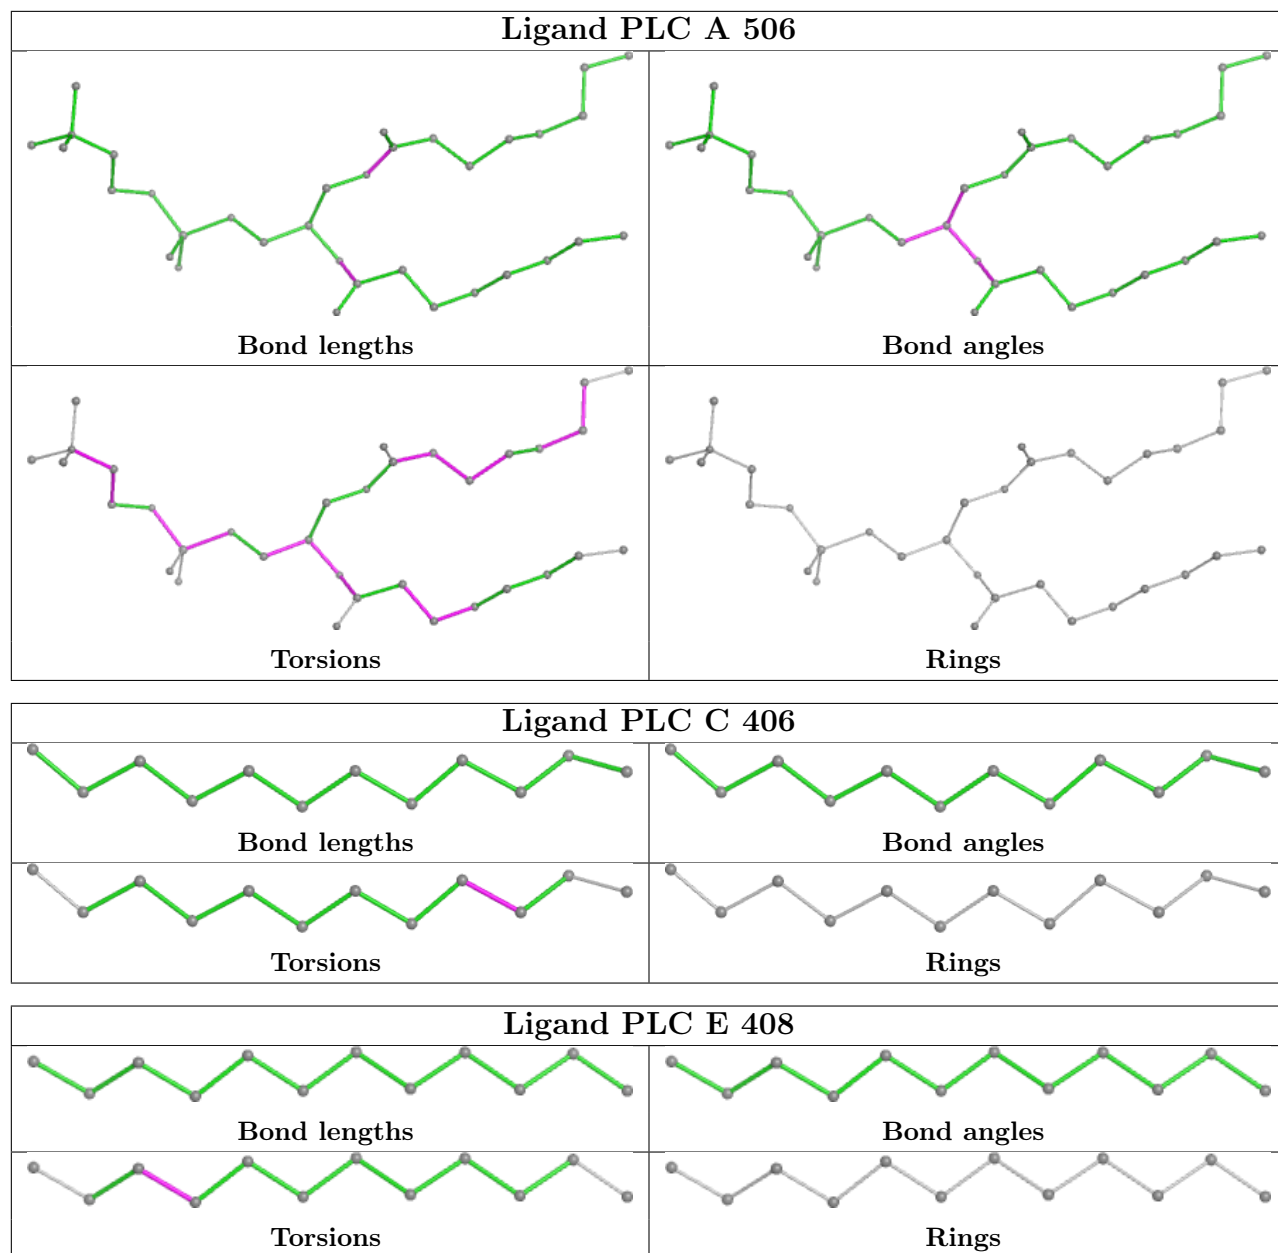 Ligand PLC A 506
Bond lengths
Bond angles
Torsions
Rings
Ligand PLC C 406
Bond lengths
Bond angles
Torsions
Rings
Ligand PLC E 408
Bond lengths
Bond angles
Torsions
Rings